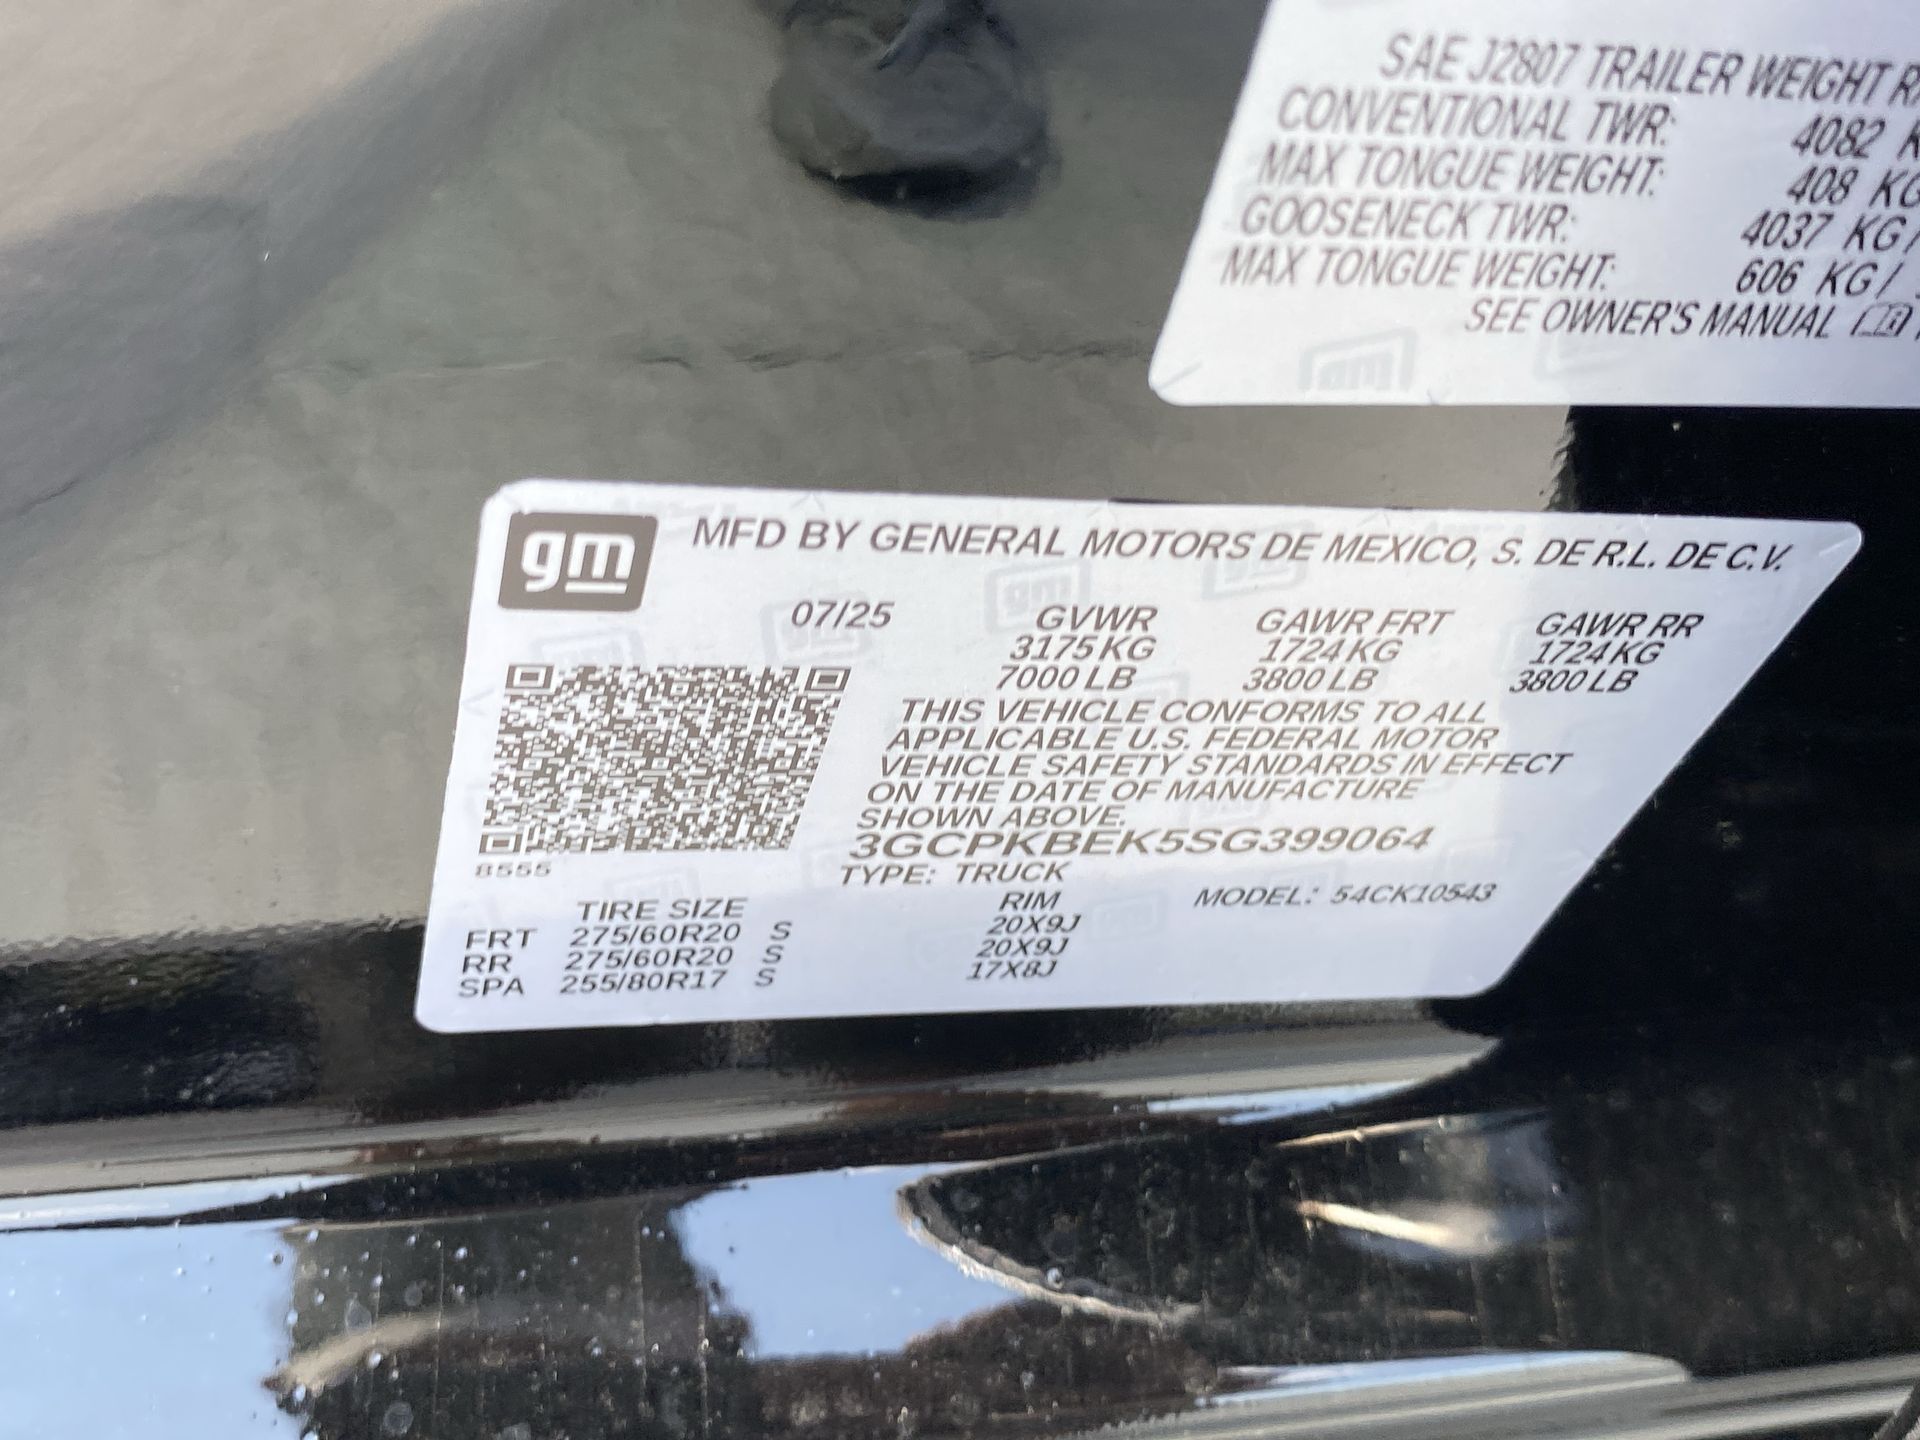 SAE J2807 TRAILER WEIGHT
CONVENTIONAL TWR: 4082
MAX TONGUE WEIGHT: 408 KG
GOOSENECK TWR: 4037 KG/
MAX TONGUE WEIGHT: 606 KG/
SEE OWNER'S MANUAL
gm
MFD BY GENERAL MOTORS DE MEXICO, S. DE R.L. DE C.V.
07/25 GVWR GAWR FRT GAWR RR
3175 KG 1724 KG 1724 KG
7000 LB 3800 LB 3800 LB
THIS VEHICLE CONFORMS TO ALL
APPLICABLE U.S. FEDERAL MOTOR
VEHICLE SAFETY STANDARDS IN EFFECT
ON THE DATE OF MANUFACTURE
SHOWN ABOVE.
3GCPKBEK5SG399064
8555
TYPE: TRUCK MODEL: 54CK10543
TIRE SIZE RIM
FRT 275/60R20 S 20X9J
RR 275/60R20 S 20X9J
SPA 255/80R17 S 17X8J